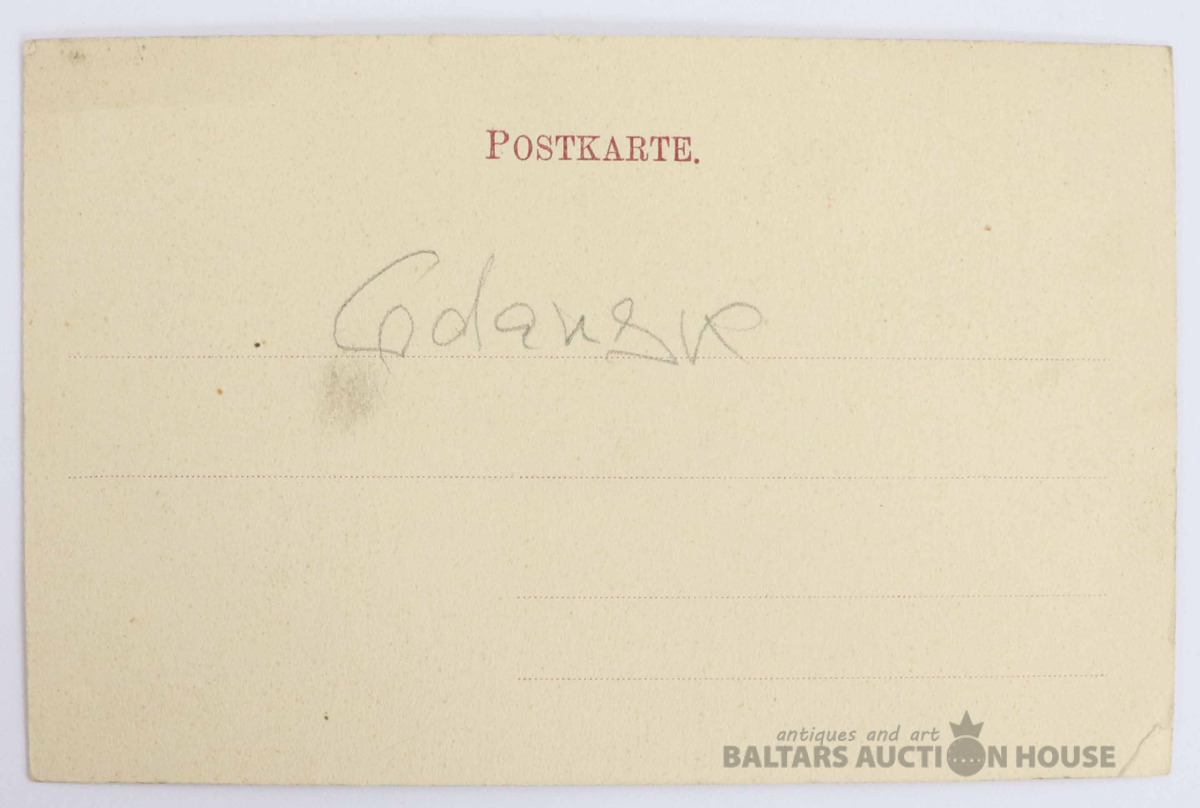 POSTKARTE.
Gdansk
antiques and art
BALTARS AUCTION HOUSE